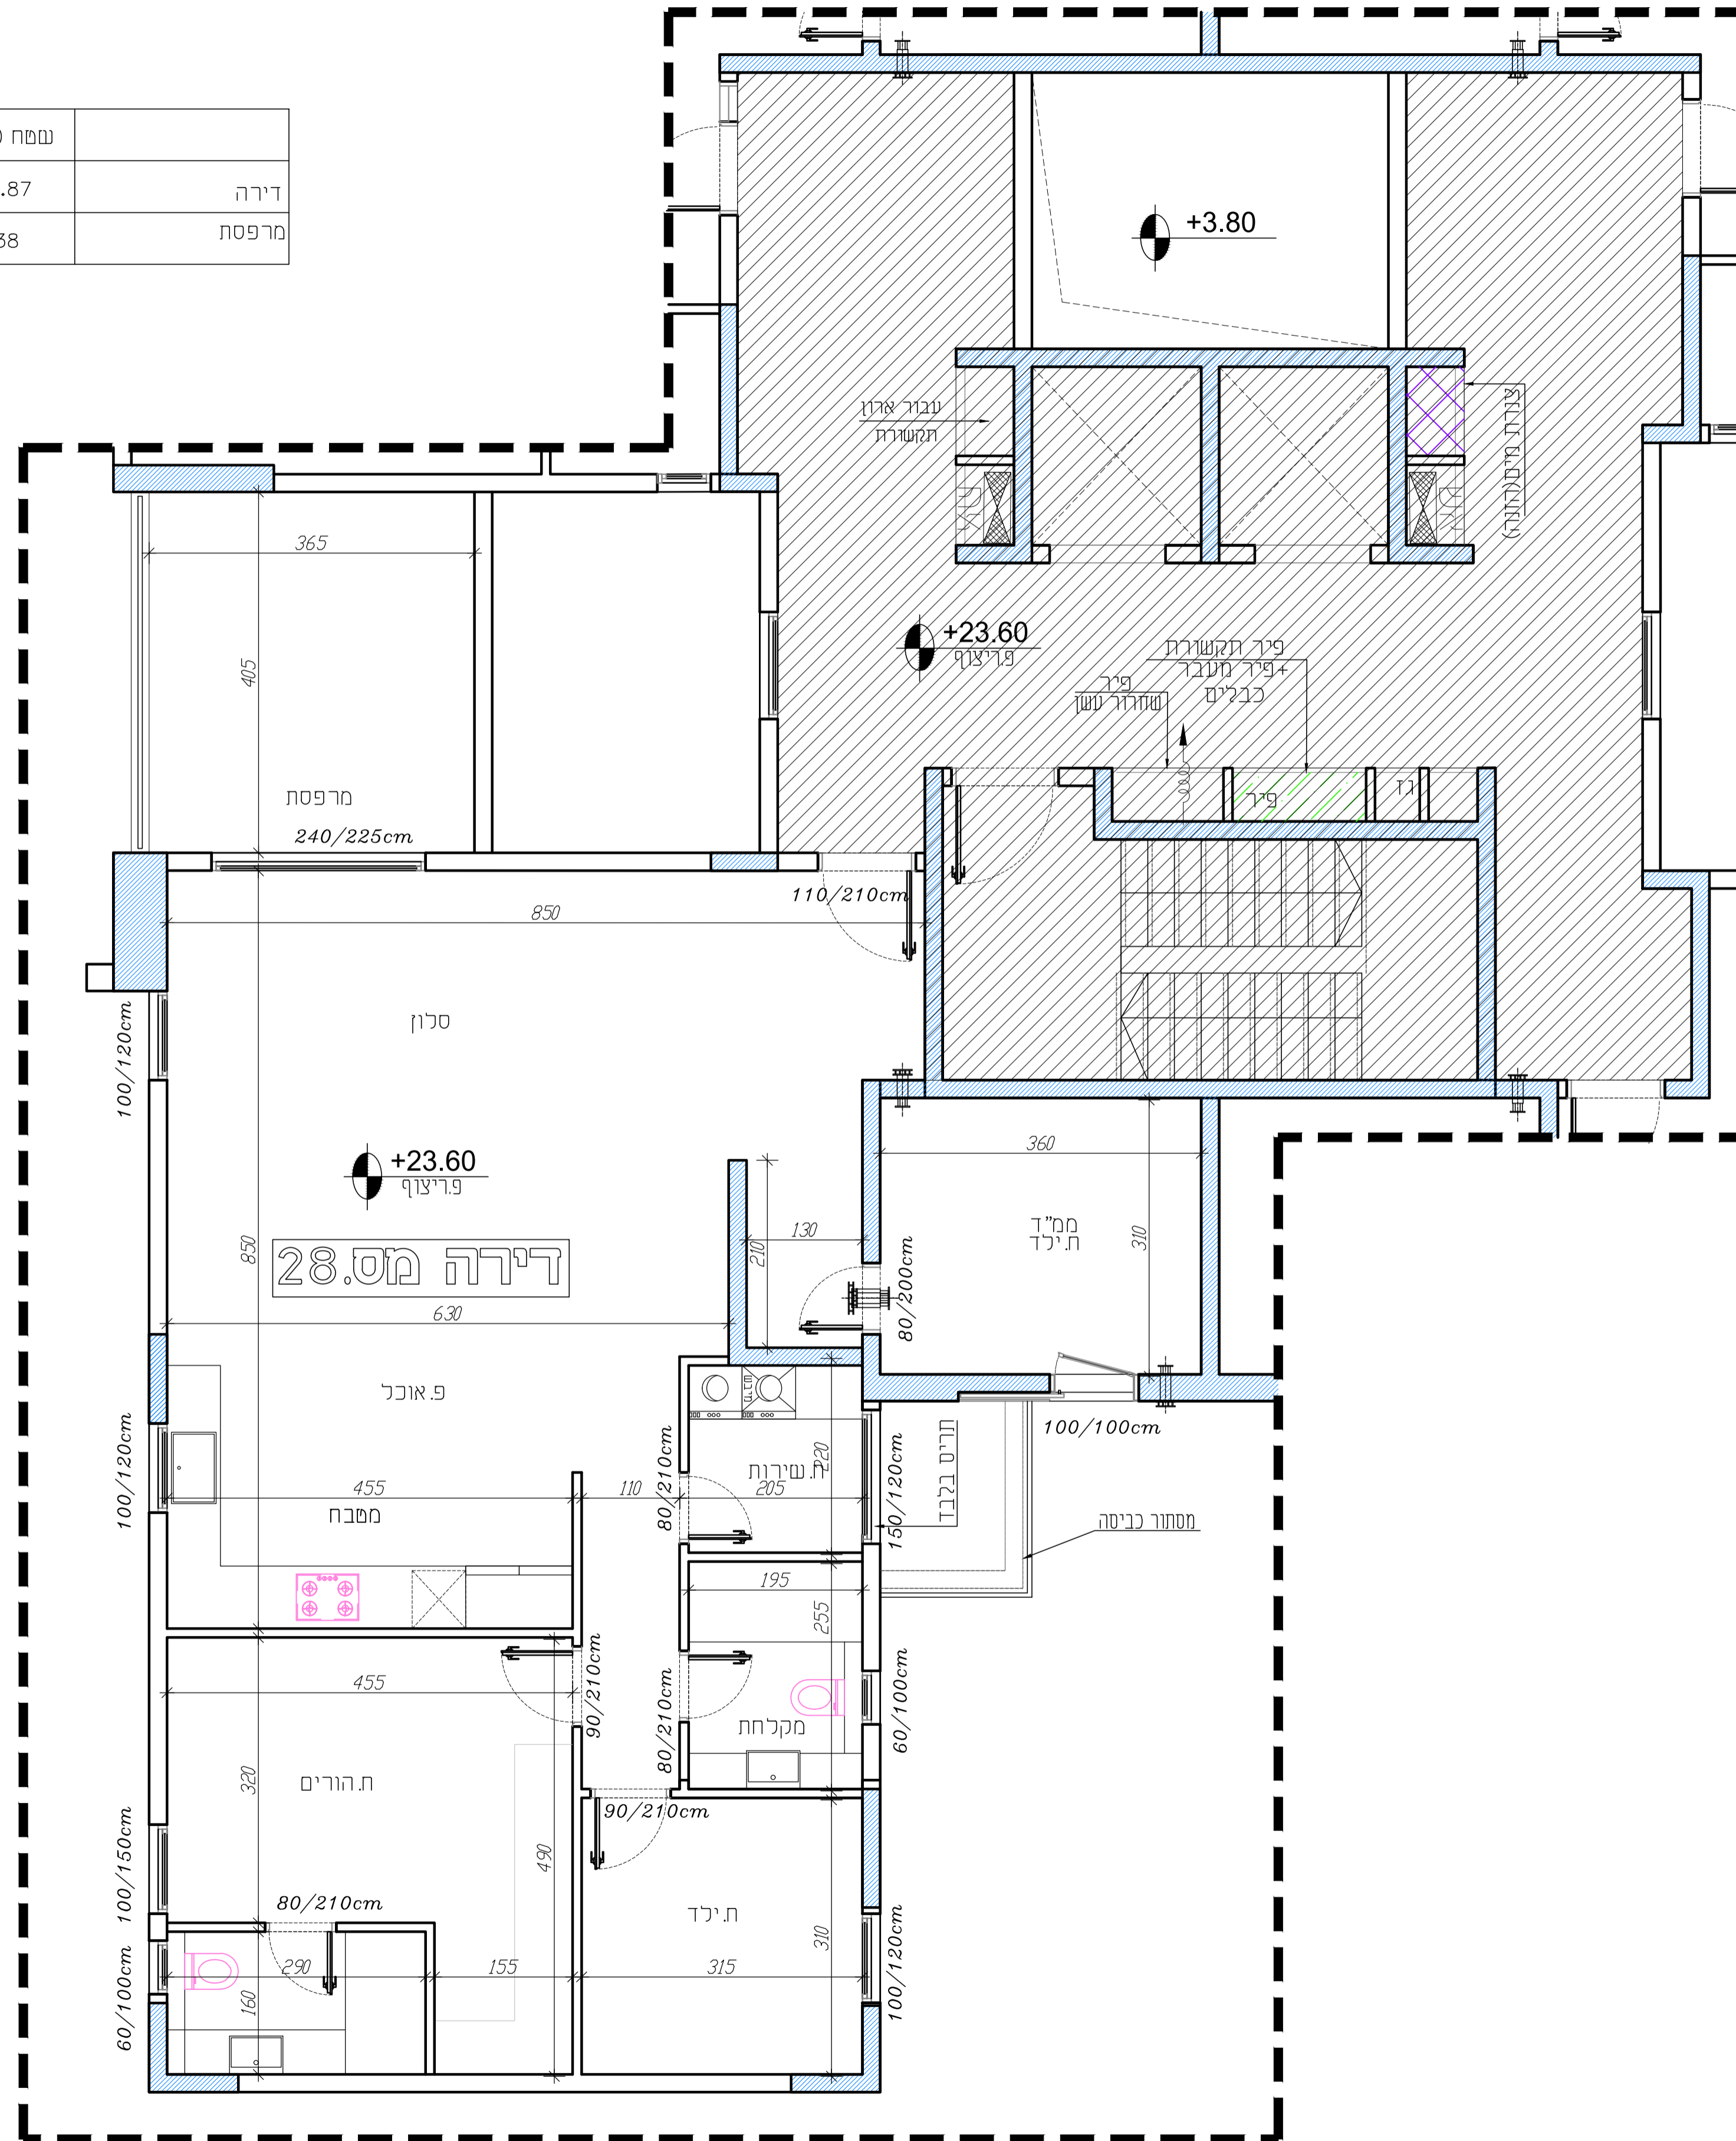 שטח
.87
דירה
38
מרפסת
+3.80
עבור ארון
תקשורת
צנרת מים(הזנה)
365
405
+23.60
פ.ריצוף
פיר תקשורת
+פיר מעבר
כבלים
פיר
שחרור עשן
פיר
ג.ז
מרפסת
240/225cm
110/210cm
850
100/120cm
סלון
+23.60
פ.ריצוף
360
130
210
ממ"ד
ח.ילד
310
850
דירה מס.28
80/200cm
630
פ.אוכל
מייבש
100/100cm
תריס בלבד
100/120cm
455
110
80/210cm
ח.שירות
220
205
150/120cm
מטבח
מסתור כביסה
195
255
455
90/210cm
80/210cm
60/100cm
מקלחת
320
ח.הורים
90/210cm
100/150cm
490
80/210cm
ח.ילד
310
100/120cm
60/100cm
290
155
315
160